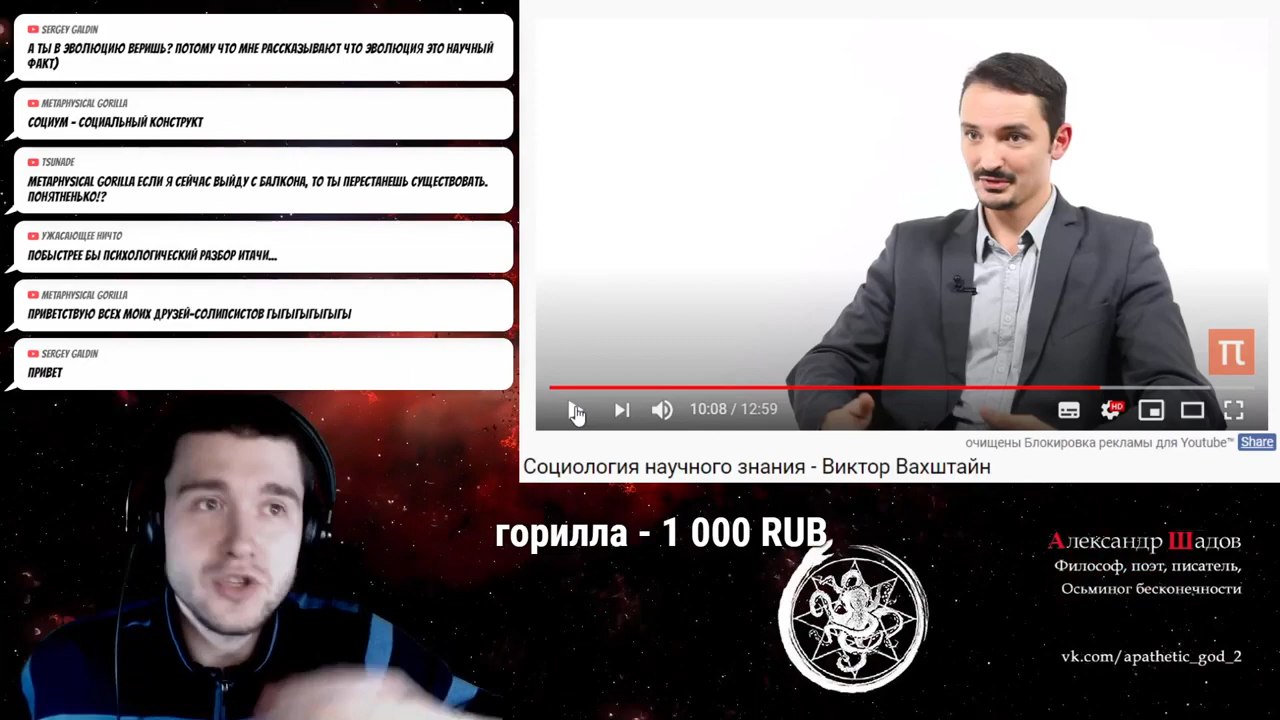 SERGEY GALDIN
А ТЫ В ЭВОЛЮЦИЮ ВЕРИШЬ? ПОТОМУ ЧТО МНЕ РАССКАЗЫВАЮТ ЧТО ЭВОЛЮЦИЯ ЭТО НАУЧНЫЙ
ФАКТ)
METAPHYSICAL GORILLA
СОЦИУМ - СОЦИАЛЬНЫЙ КОНСТРУКТ
TSUNADE
METAPHYSICAL GORILLA ЕСЛИ Я СЕЙЧАС ВЫЙДУ С БАЛКОНА, ТО ТЫ ПЕРЕСТАНЕШЬ СУЩЕСТВОВАТЬ.
ПОНЯТНЕНЬКО!?
УЖАСАЮЩЕЕ НИЧТО
ПОБЫСТРЕЕ БЫ ПСИХОЛОГИЧЕСКИЙ РАЗБОР ИТАЧИ...
METAPHYSICAL GORILLA
ПРИВЕТСТВУЮ ВСЕХ МОИХ ДРУЗЕЙ-СОЛИПСИСТОВ ГЫГЫГЫГЫГЫГЫ
SERGEY GALDIN
ПРИВЕТ
π
10:08 / 12:59
HD
очищены Блокировка рекламы для Youtube™ Share
Социология научного знания - Виктор Вахштайн
горилла - 1 000 RUB
Александр Шадов
Философ, поэт, писатель,
Осьминог бесконечности
vk.com/apathetic_god_2